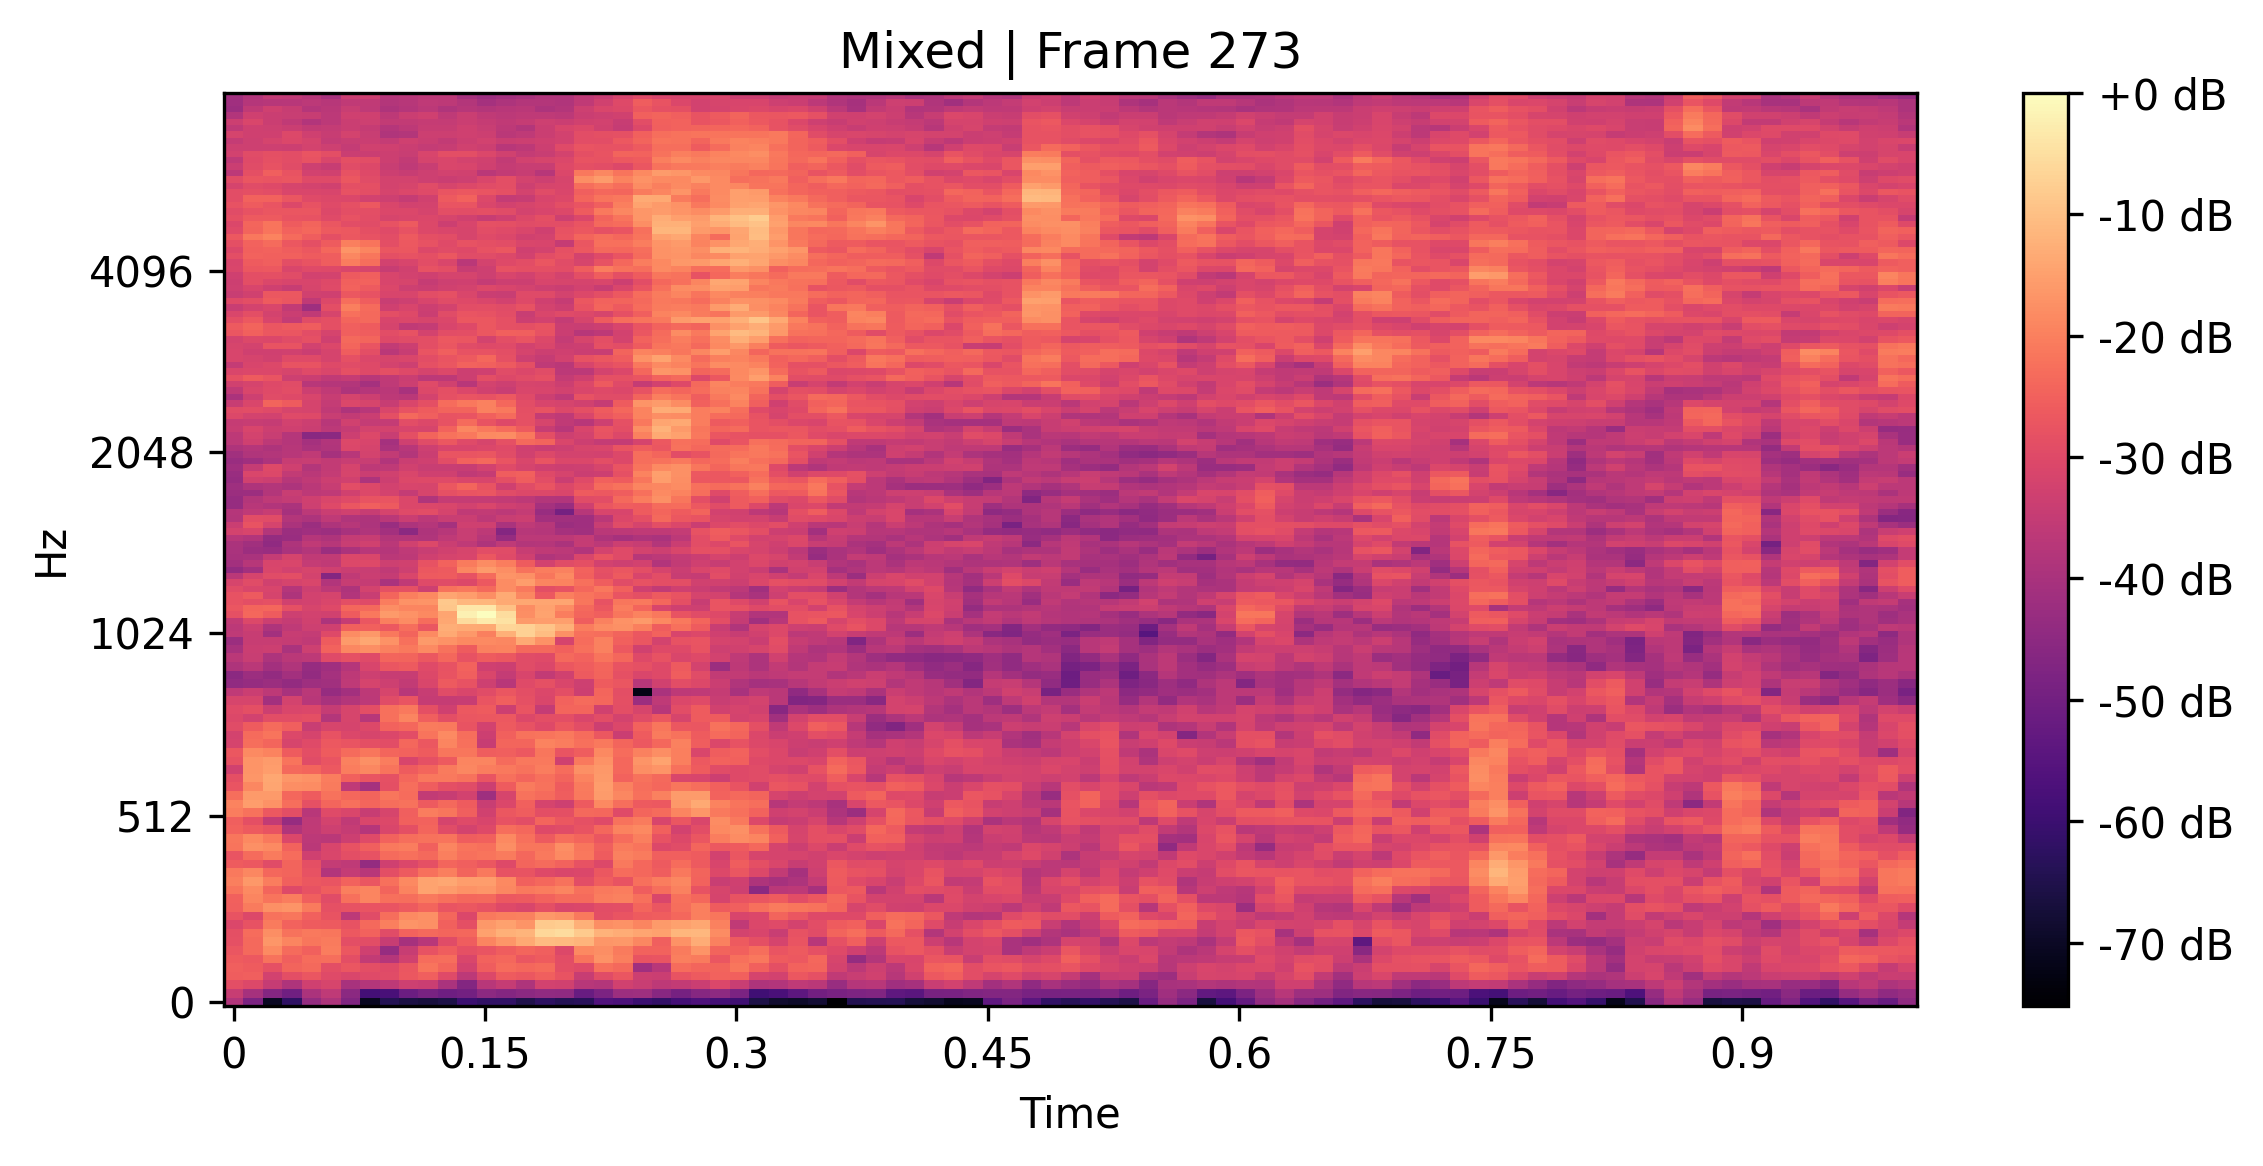 Mixed | Frame 273
Hz
4096
2048
1024
512
0
0
0.15
0.3
0.45
0.6
0.75
0.9
Time
+0 dB
-10 dB
-20 dB
-30 dB
-40 dB
-50 dB
-60 dB
-70 dB